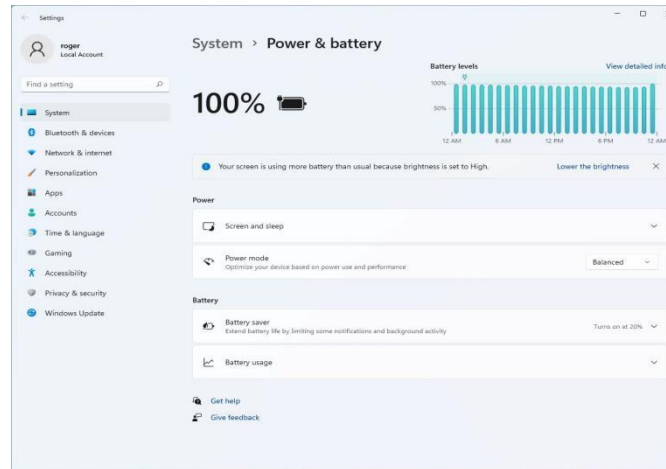 Settings
roger
Local Account
Find a setting
System
Bluetooth & devices
Network & internet
Personalization
Apps
Accounts
Time & language
Gaming
Accessibility
Privacy & security
Windows Update
System > Power & battery
100%
Battery levels
View detailed info
100%
50%
12 AM 6 AM 12 PM 6 PM 12 AM
Your screen is using more battery than usual because brightness is set to High.
Lower the brightness
Power
Screen and sleep
Power mode
Optimize your device based on power use and performance
Balanced
Battery
Battery saver
Extend battery life by limiting some notifications and background activity
Turns on at 20%
Battery usage
Get help
Give feedback